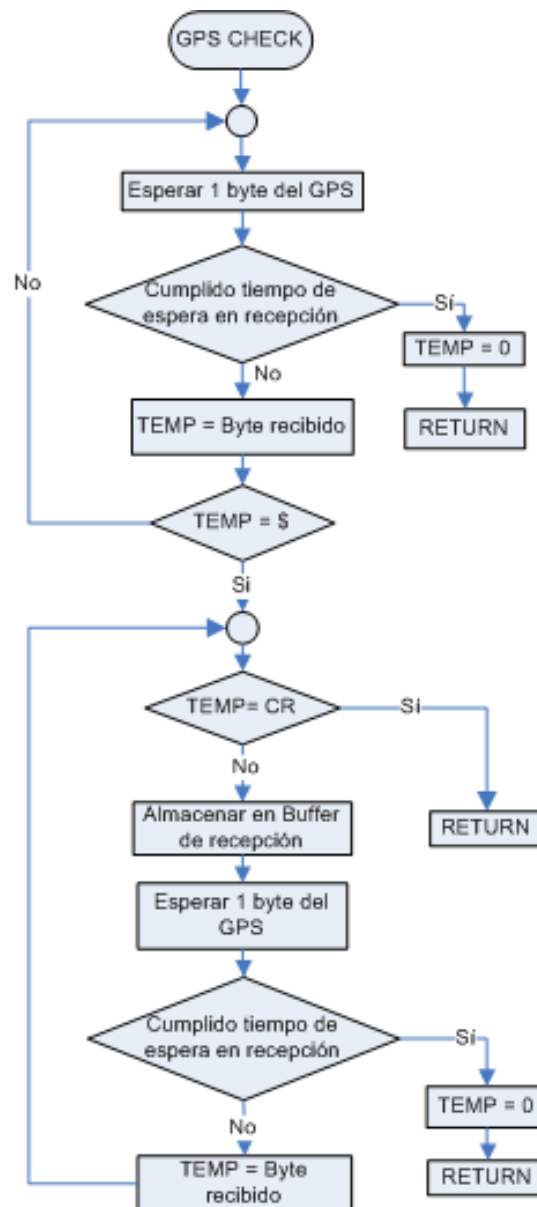 GPS CHECK
Esperar 1 byte del GPS
No
Cumplido tiempo de
espera en recepción
Sí
TEMP = 0
No
TEMP = Byte recibido
RETURN
TEMP = $
Si
TEMP= CR
Sí
No
Almacenar en Buffer
de recepción
RETURN
Esperar 1 byte del
GPS
Cumplido tiempo de
espera en recepción
Sí
TEMP = 0
No
TEMP = Byte
recibido
RETURN